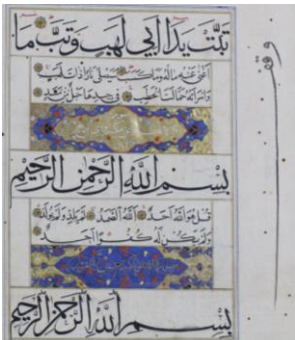 تبت يدا ابي لهب وتب ما
اغنى عنه ماله وما كسب سيصلى نارا ذات لهب
وامراته حمالة الحطب في جيدها حبل من مسد
بسم الله الرحمن الرحيم
قل هو الله احد الله الصمد لم يلد ولم يولد
ولم يكن له كفوا احد
بسم الله الرحمن الرحيم